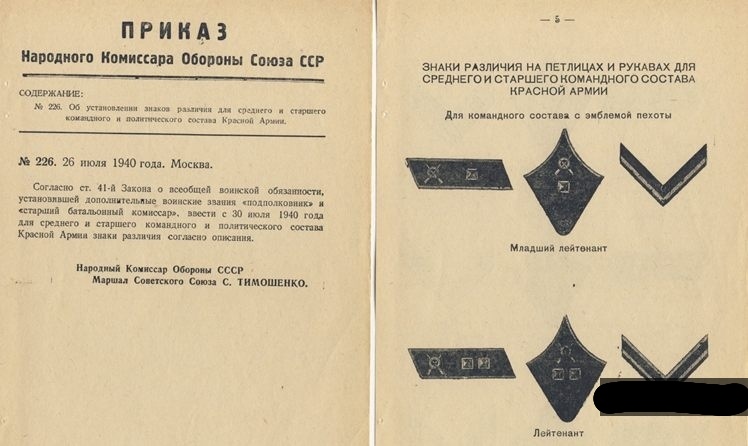 ПРИКАЗ
Народного Комиссара Обороны Союза ССР
СОДЕРЖАНИЕ:
№ 226. Об установлении знаков различия для среднего и старшего
командного и политического состава Красной Армии.
№ 226. 26 июля 1940 года. Москва.
Согласно ст. 41-й Закона о всеобщей воинской обязанности,
установившей дополнительные воинские звания «подполковник» и
«старший батальонный комиссар», ввести с 30 июля 1940 года
для среднего и старшего командного и политического состава
Красной Армии знаки различия согласно описания.
Народный Комиссар Обороны СССР
Маршал Советского Союза С. ТИМОШЕНКО.
— 5 —
ЗНАКИ РАЗЛИЧИЯ НА ПЕТЛИЦАХ И РУКАВАХ ДЛЯ
СРЕДНЕГО И СТАРШЕГО КОМАНДНОГО СОСТАВА
КРАСНОЙ АРМИИ
Для командного состава с эмблемой пехоты
Младший лейтенант
Лейтенант